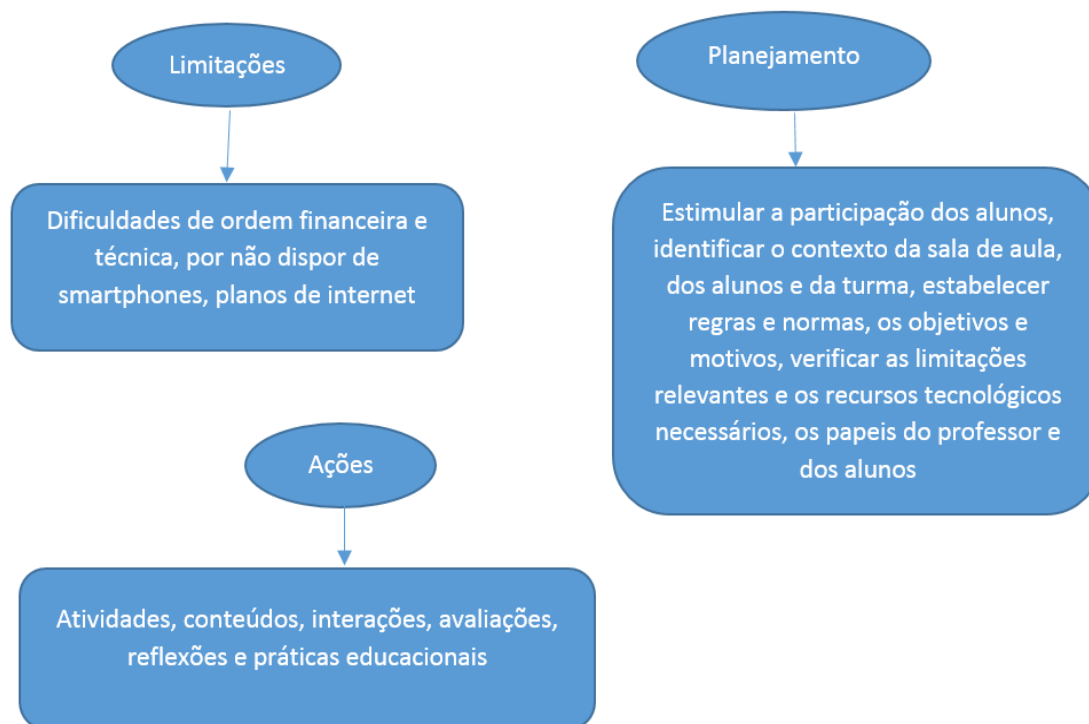 Limitações
Dificuldades de ordem financeira e
técnica, por não dispor de
smartphones, planos de internet
Planejamento
Estimular a participação dos alunos,
identificar o contexto da sala de aula,
dos alunos e da turma, estabelecer
regras e normas, os objetivos e
motivos, verificar as limitações
relevantes e os recursos tecnológicos
necessários, os papeis do professor e
dos alunos
Ações
Atividades, conteúdos, interações, avaliações,
reflexões e práticas educacionais